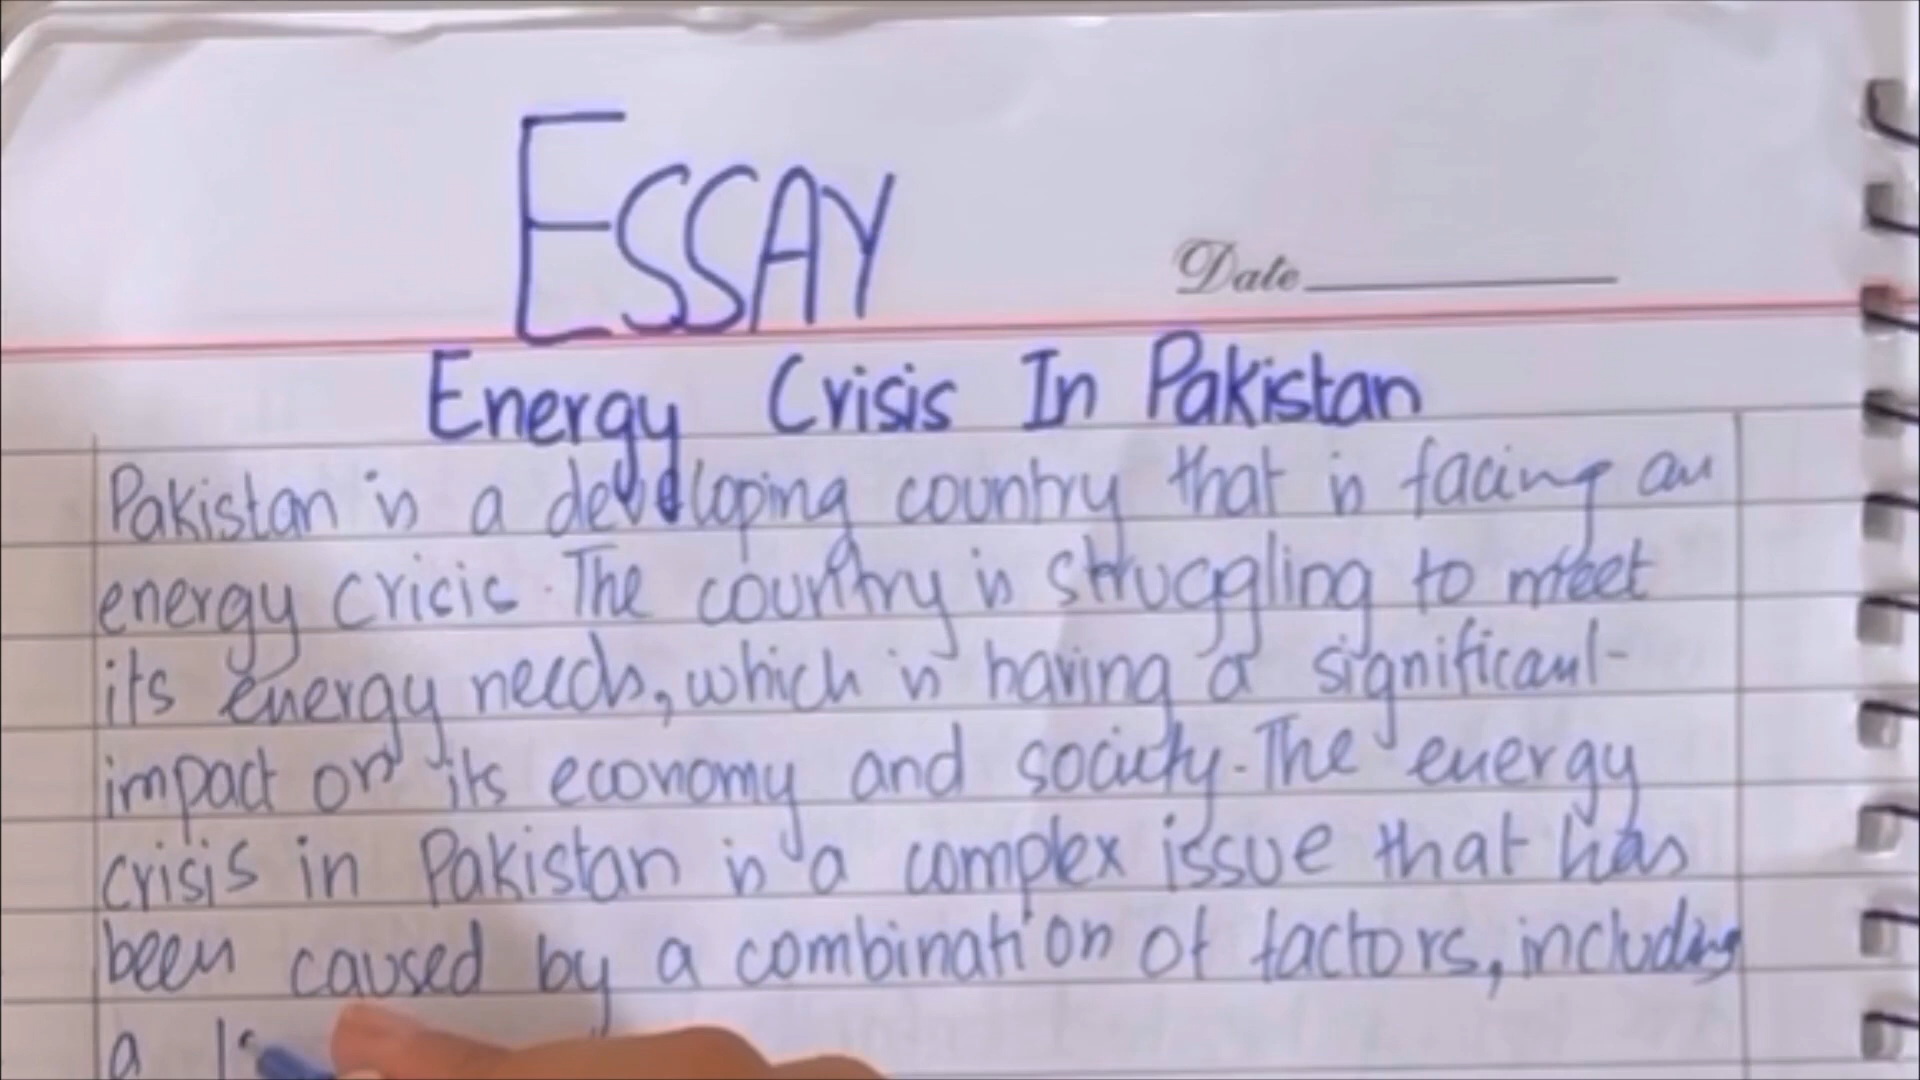 ESSAY
Date
Energy Crisis In Pakistan
Pakistan is a developing country that is facing an
energy cricic. The country is struggling to meet
its energy needs, which is having a significant
impact on its economy and society. The energy
crisis in Pakistan is a complex issue that has
been caused by a combination of factors, including
a